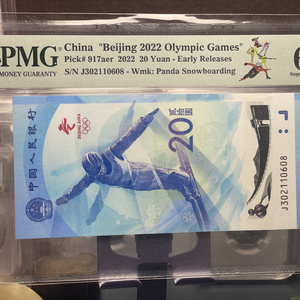 PMG
MONEY GUARANTY
China "Beijing 2022 Olympic Games"
Pick# 917aer 2022 20 Yuan - Early Releases
S/N J302110608 - Wmk: Panda Snowboarding
6
中国人民银行
贰拾圆
20
J302110608